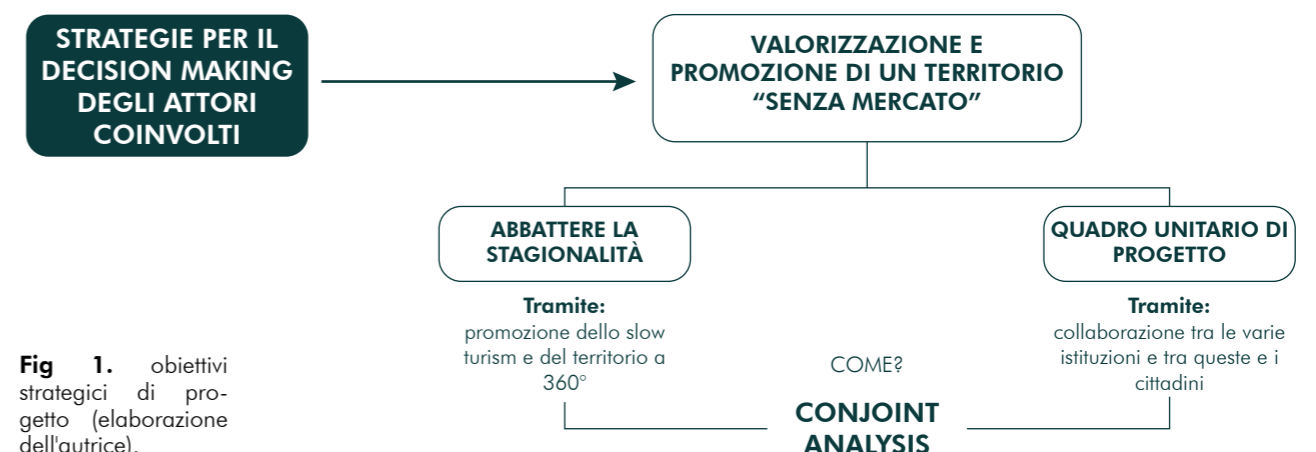 STRATEGIE PER IL
DECISION MAKING
DEGLI ATTORI
COINVOLTI
VALORIZZAZIONE E
PROMOZIONE DI UN TERRITORIO
“SENZA MERCATO”
ABBATTERE LA
STAGIONALITÀ
QUADRO UNITARIO DI
PROGETTO
Tramite:
promozione dello slow
turism e del territorio a
360°
Tramite:
collaborazione tra le varie
istituzioni e tra queste e i
cittadini
COME?
CONJOINT
ANALYSIS
Fig 1. obiettivi
strategici di pro-
getto (elaborazione
dell'autrice).